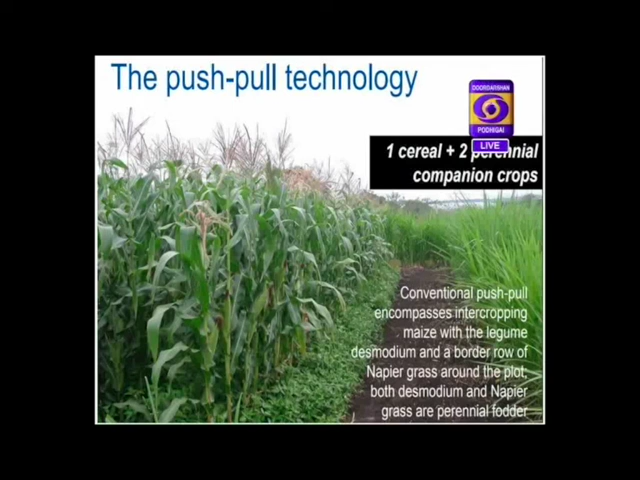 The push-pull technology
DOORDARSHAN
PODHIGAI
LIVE
1 cereal + 2 perennial
companion crops
Conventional push-pull
encompasses intercropping
maize with the legume
desmodium and a border row of
Napier grass around the plot;
both desmodium and Napier
grass are perennial fodder